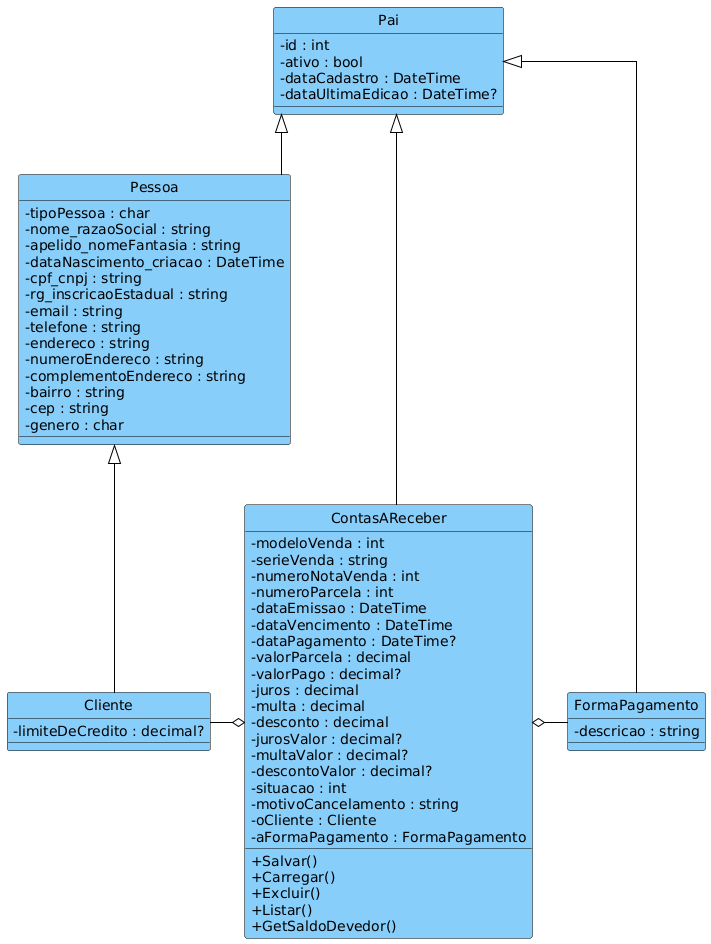 Pai
-id : int
-ativo : bool
-dataCadastro : DateTime
-dataUltimaEdicao : DateTime?
Pessoa
-tipoPessoa : char
-nome_razaoSocial : string
-apelido_nomeFantasia : string
-dataNascimento_criacao : DateTime
-cpf_cnpj : string
-rg_inscricaoEstadual : string
-email : string
-telefone : string
-endereco : string
-numeroEndereco : string
-complementoEndereco : string
-bairro : string
-cep : string
-genero : char
ContasAReceber
-modeloVenda : int
-serieVenda : string
-numeroNotaVenda : int
-numeroParcela : int
-dataEmissao : DateTime
-dataVencimento : DateTime
-dataPagamento : DateTime?
-valorParcela : decimal
-valorPago : decimal?
-juros : decimal
-multa : decimal
-desconto : decimal
-jurosValor : decimal?
-multaValor : decimal?
-descontoValor : decimal?
-situacao : int
-motivoCancelamento : string
-oCliente : Cliente
-aFormaPagamento : FormaPagamento
+Salvar()
+Carregar()
+Excluir()
+Listar()
+GetSaldoDevedor()
Cliente
-limiteDeCredito : decimal?
FormaPagamento
-descricao : string